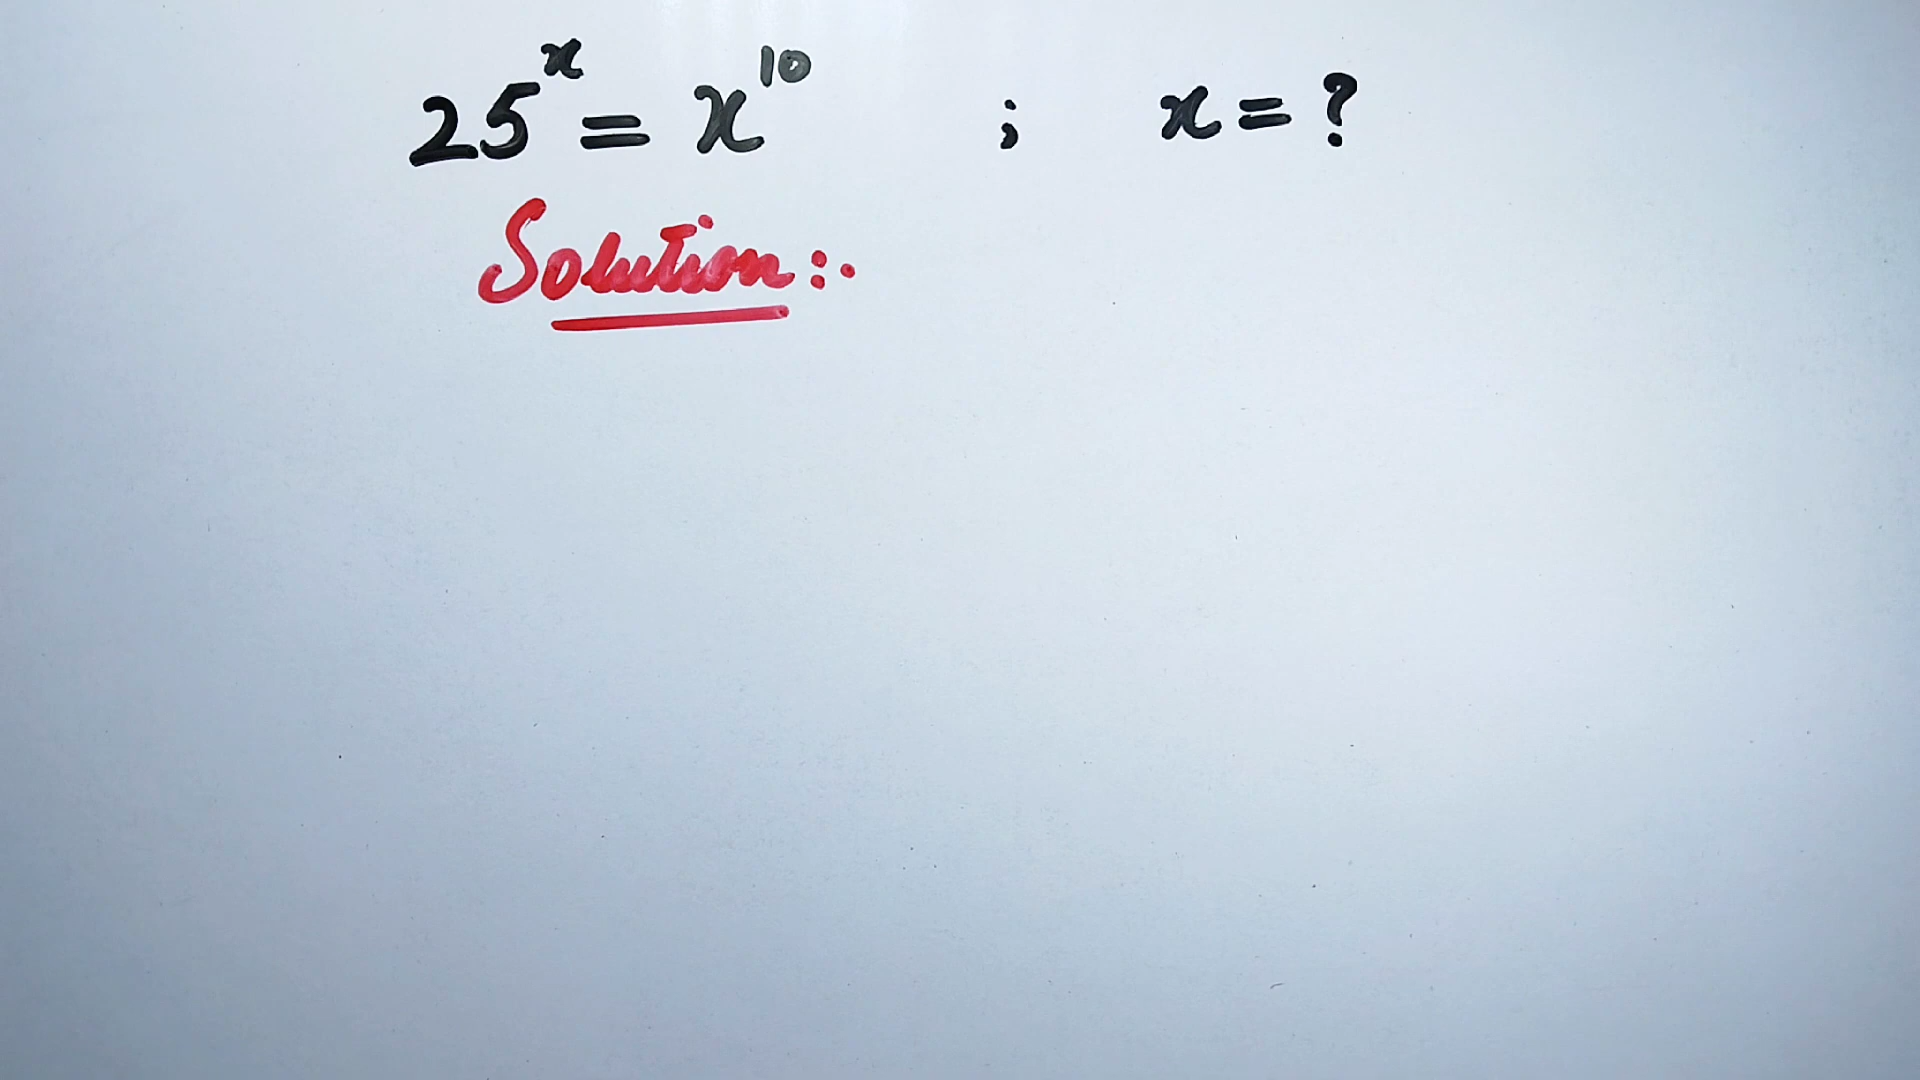 25^x = x^10 ; x = ?
Solution :·